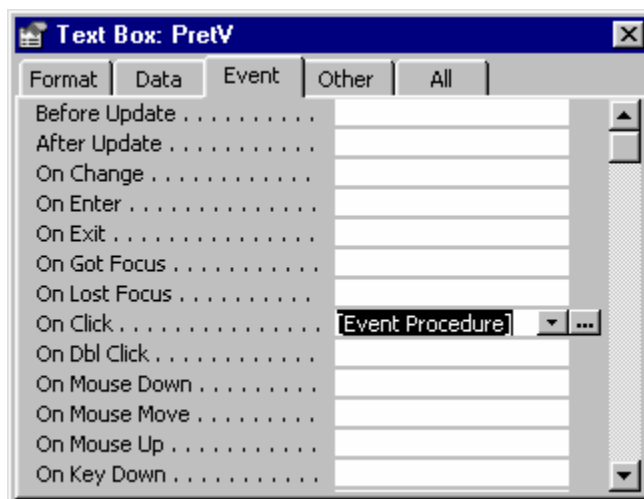 Text Box: PretV
Format Data Event Other All
Before Update . . . . . . . . . .
After Update . . . . . . . . . . .
On Change . . . . . . . . . . . .
On Enter . . . . . . . . . . . . . .
On Exit . . . . . . . . . . . . . . .
On Got Focus . . . . . . . . . . .
On Lost Focus . . . . . . . . . .
On Click . . . . . . . . . . . . . . . [Event Procedure] ...
On Dbl Click . . . . . . . . . . . .
On Mouse Down . . . . . . . . .
On Mouse Move . . . . . . . . .
On Mouse Up . . . . . . . . . . .
On Key Down . . . . . . . . . . .